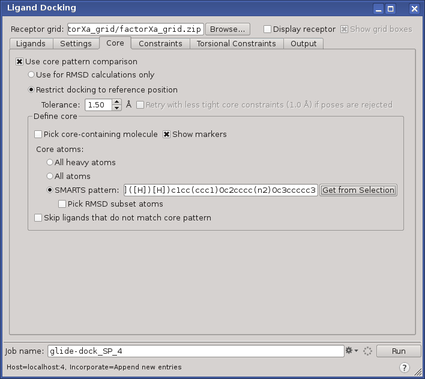 Ligand Docking
Receptor grid: torXa_grid/factorXa_grid.zip Browse... Display receptor Show grid boxes
Ligands Settings Core Constraints Torsional Constraints Output
Use core pattern comparison
Use for RMSD calculations only
Restrict docking to reference position
Tolerance: 1.50 Å Retry with less tight core constraints (1.0 Å) if poses are rejected
Define core
Pick core-containing molecule Show markers
Core atoms:
All heavy atoms
All atoms
SMARTS pattern: ]([H])[H])c1cc(ccc1)Oc2cccc(n2)Oc3ccccc3 Get from Selection
Pick RMSD subset atoms
Skip ligands that do not match core pattern
Job name: glide-dock_SP_4 Run
Host=localhost:4, Incorporate=Append new entries